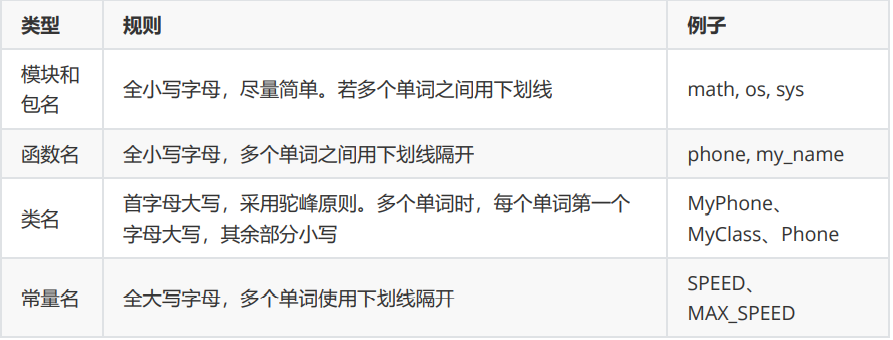 类型 规则 例子
模块和
包名
全小写字母，尽量简单。若多个单词之间用下划线
math, os, sys
函数名 全小写字母，多个单词之间用下划线隔开 phone, my_name
类名
首字母大写，采用驼峰原则。多个单词时，每个单词第一个
字母大写，其余部分小写
MyPhone、
MyClass、Phone
常量名
全大写字母，多个单词使用下划线隔开
SPEED、
MAX_SPEED